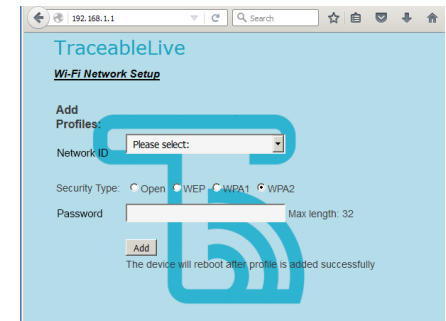 192.168.1.1
Search
TraceableLive
Wi-Fi Network Setup
Add
Profiles:
Network ID
Please select:
Security Type: Open WEP WPA1 WPA2
Password
Max length: 32
Add
The device will reboot after profile is added successfully